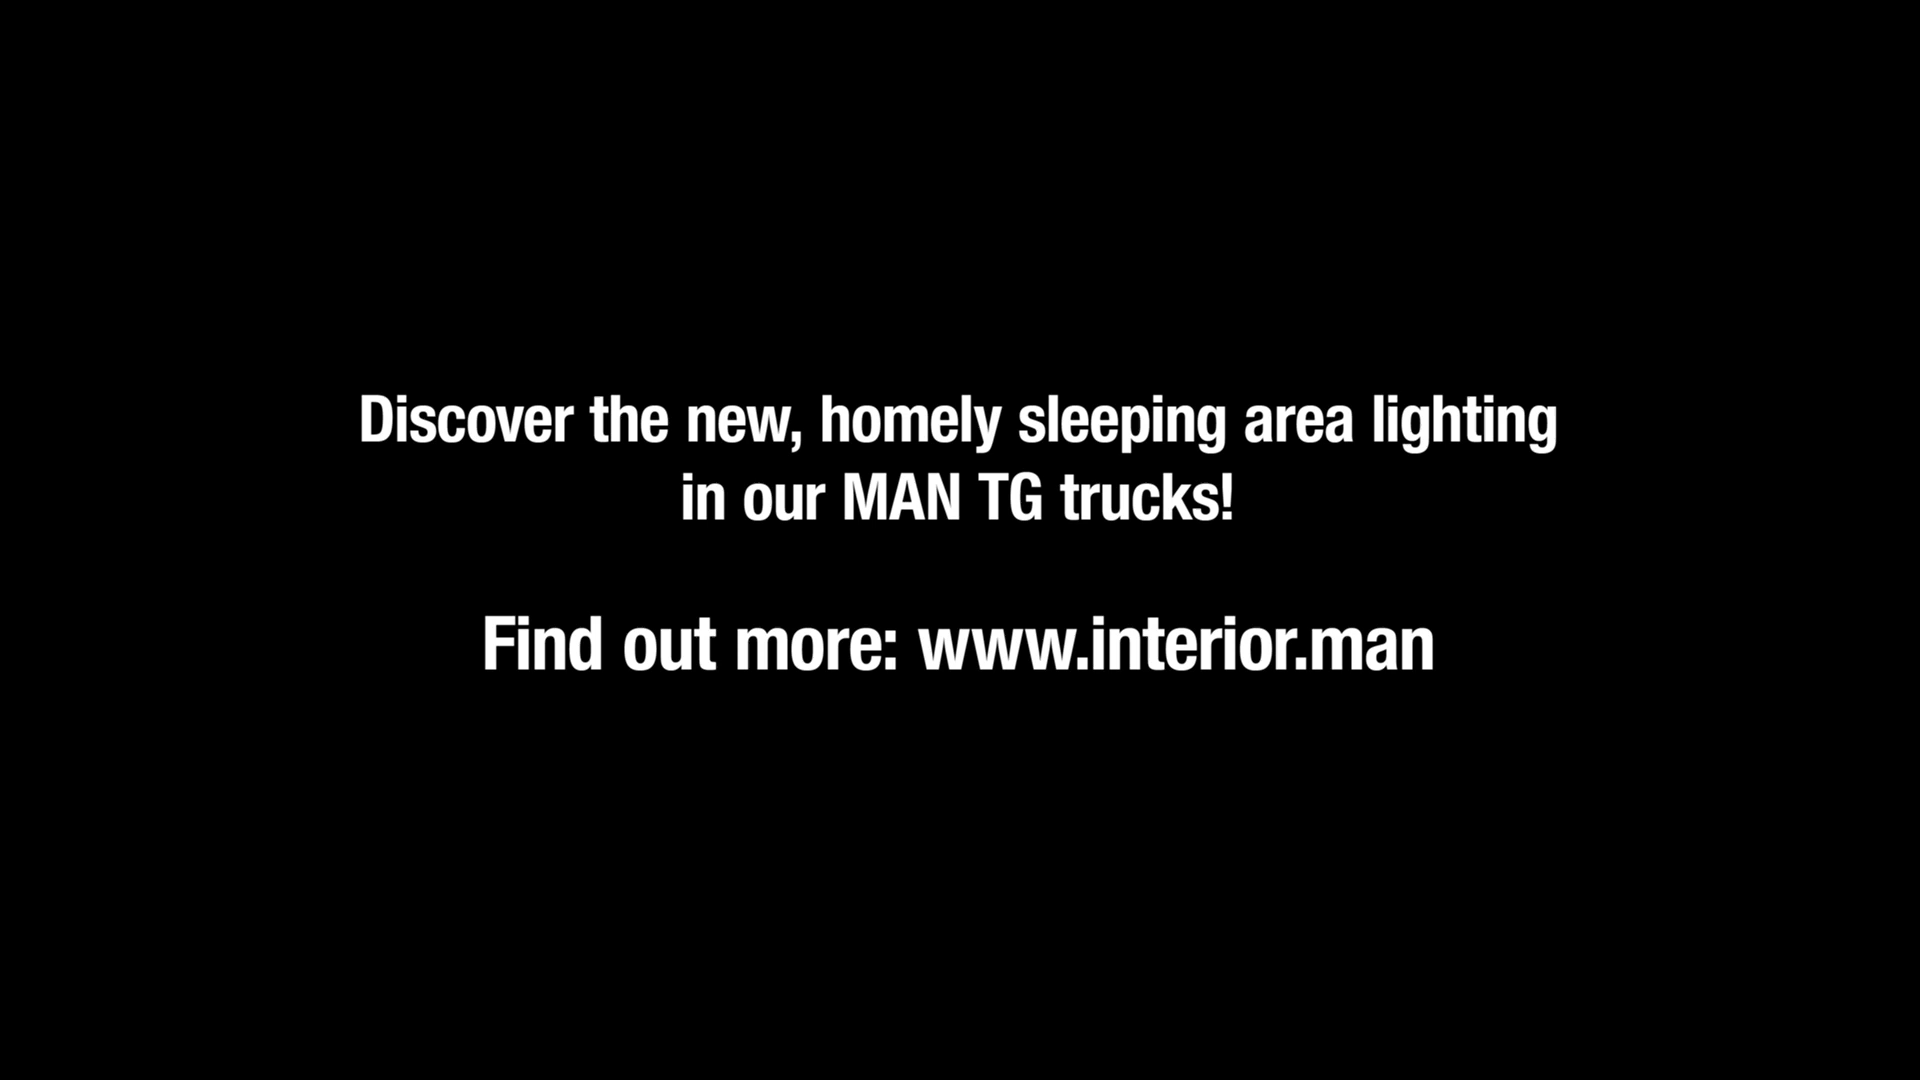 Discover the new, homely sleeping area lighting
in our MAN TG trucks!
Find out more: www.interior.man